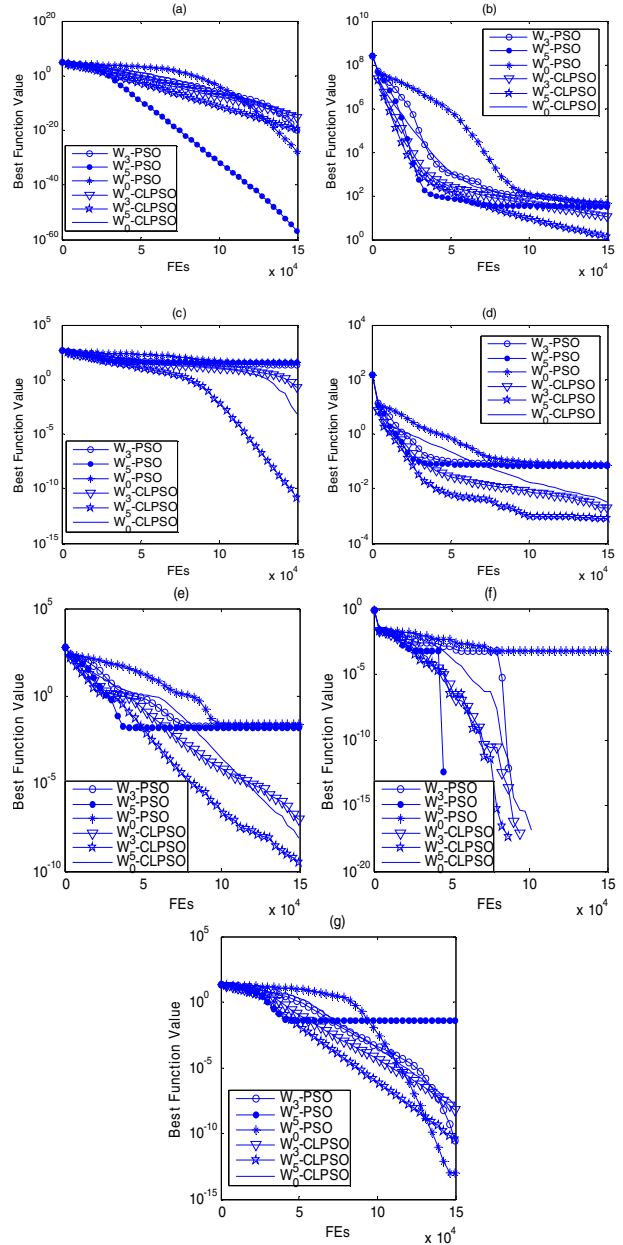 (a)
10^20
10^0
10^-20
10^-40
10^-60
Best Function Value
W3-PSO
W5-PSO
W0-PSO
W3-CLPSO
W5-CLPSO
W0-CLPSO
0 5 10 15
FEs
x 10^4
(b)
10^10
10^8
10^6
10^4
10^2
10^0
Best Function Value
W3-PSO
W5-PSO
W0-PSO
W3-CLPSO
W5-CLPSO
W0-CLPSO
0 5 10 15
FEs
x 10^4
(c)
10^5
10^0
10^-5
10^-10
10^-15
Best Function Value
W3-PSO
W5-PSO
W0-PSO
W3-CLPSO
W5-CLPSO
W0-CLPSO
0 5 10 15
FEs
x 10^4
(d)
10^4
10^2
10^0
10^-2
10^-4
Best Function Value
W3-PSO
W5-PSO
W0-PSO
W3-CLPSO
W5-CLPSO
W0-CLPSO
0 5 10 15
FEs
x 10^4
(e)
10^5
10^0
10^-5
10^-10
Best Function Value
W3-PSO
W5-PSO
W0-PSO
W3-CLPSO
W5-CLPSO
W0-CLPSO
0 5 10 15
FEs
x 10^4
(f)
10^0
10^-5
10^-10
10^-15
10^-20
Best Function Value
W3-PSO
W5-PSO
W0-PSO
W3-CLPSO
W5-CLPSO
W0-CLPSO
0 5 10 15
FEs
x 10^4
(g)
10^5
10^0
10^-5
10^-10
10^-15
Best Function Value
W3-PSO
W5-PSO
W0-PSO
W3-CLPSO
W5-CLPSO
W0-CLPSO
0 5 10 15
FEs
x 10^4